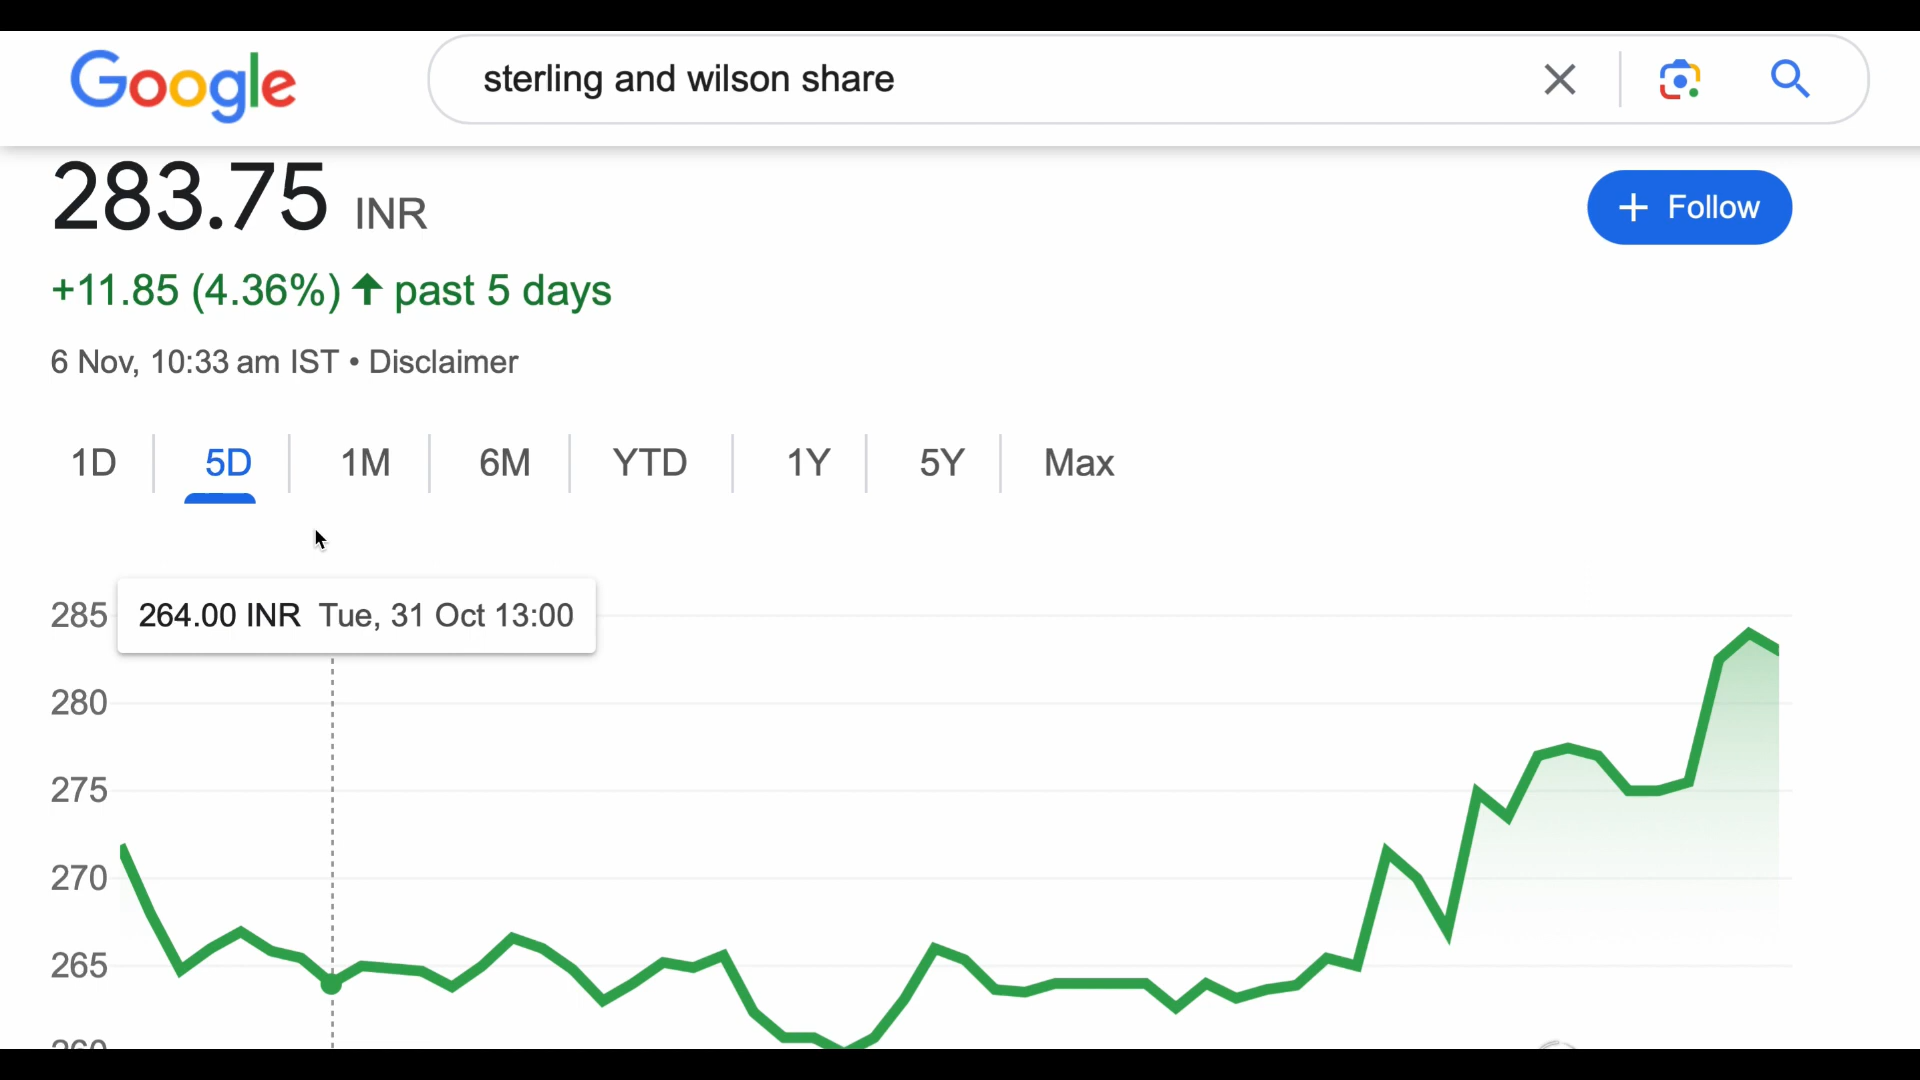 Google
sterling and wilson share
283.75 INR
+ Follow
+11.85 (4.36%) ↑ past 5 days
6 Nov, 10:33 am IST • Disclaimer
1D 5D 1M 6M YTD 1Y 5Y Max
264.00 INR Tue, 31 Oct 13:00
285
280
275
270
265
260